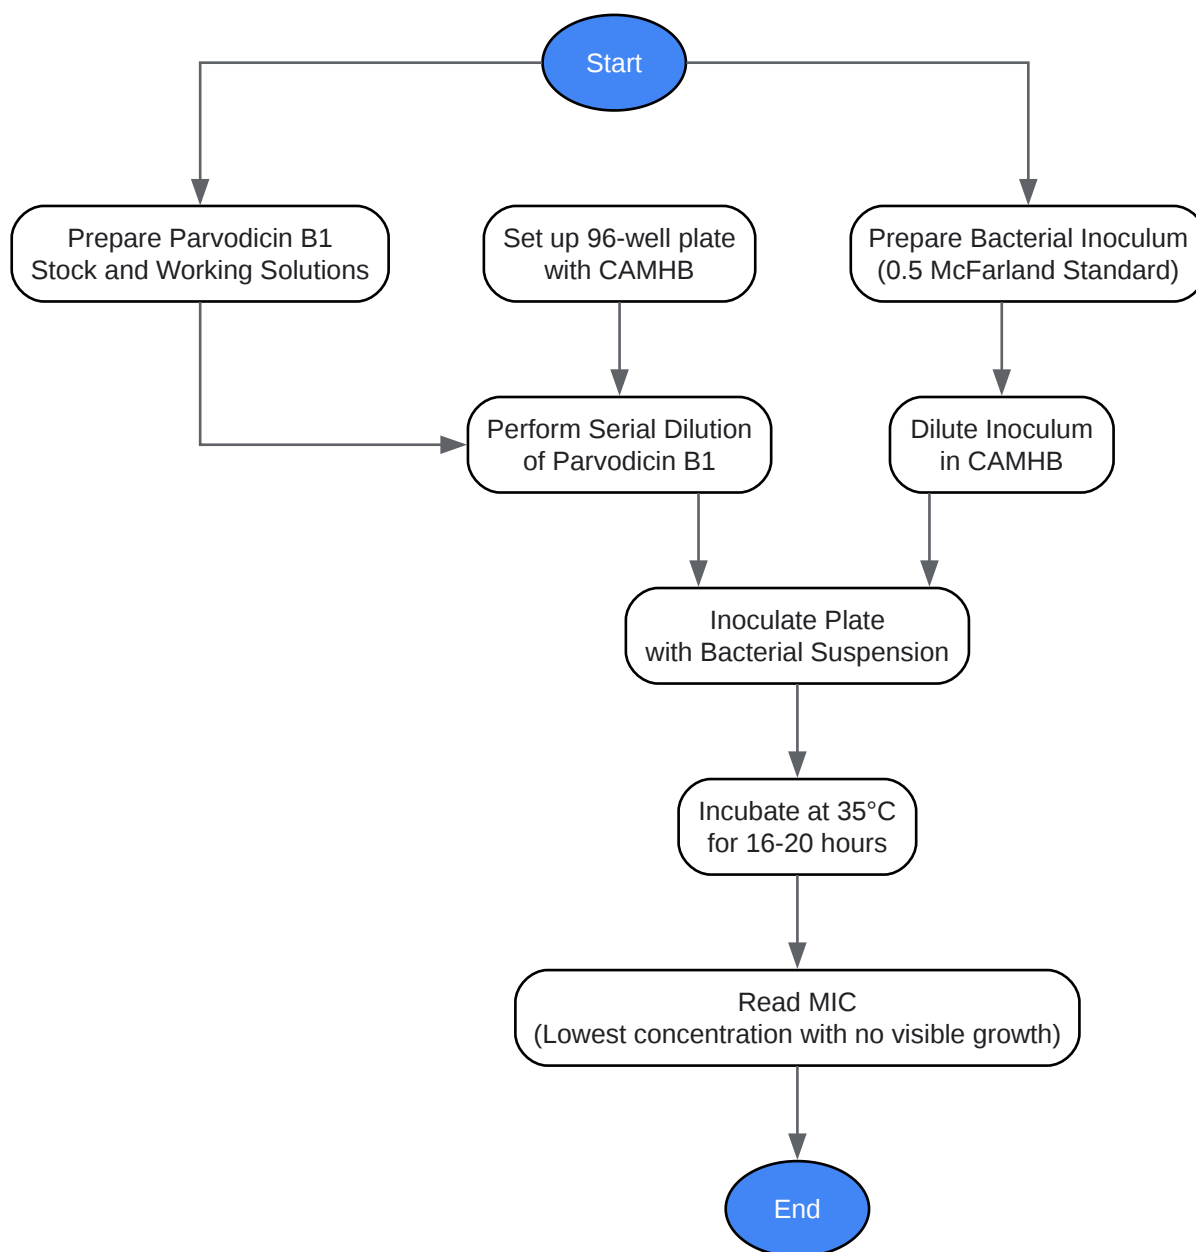 Start
Prepare Parvodicin B1
Stock and Working Solutions
Set up 96-well plate
with CAMHB
Prepare Bacterial Inoculum
(0.5 McFarland Standard)
Perform Serial Dilution
of Parvodicin B1
Dilute Inoculum
in CAMHB
Inoculate Plate
with Bacterial Suspension
Incubate at 35°C
for 16-20 hours
Read MIC
(Lowest concentration with no visible growth)
End